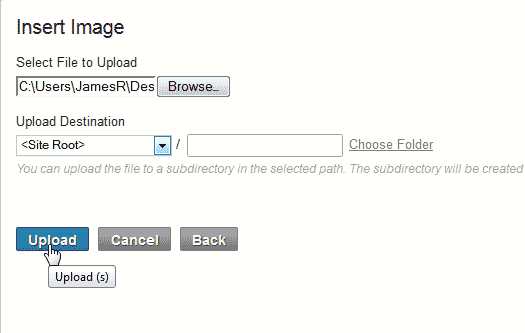 Insert Image
Select File to Upload
C:\Users\JamesR\Des Browse...
Upload Destination
<Site Root> / Choose Folder
You can upload the file to a subdirectory in the selected path. The subdirectory will be created
Upload Cancel Back
Upload (s)